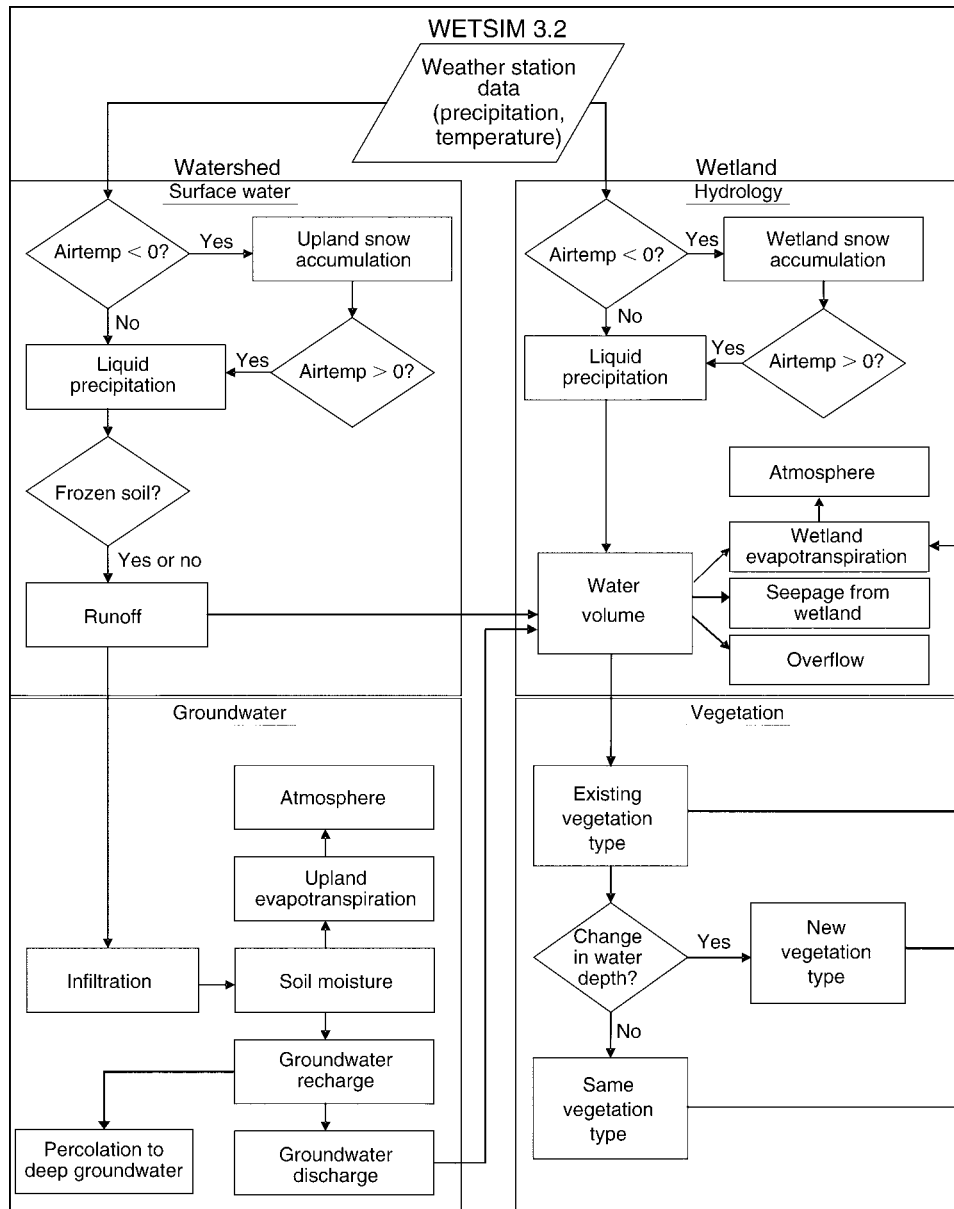 WETSIM 3.2
Weather station
data
(precipitation,
temperature)
Watershed
Surface water
Airtemp < 0?
Yes
Upland snow
accumulation
No
Liquid
precipitation
Yes
Airtemp > 0?
Frozen soil?
Yes or no
Runoff
Groundwater
Atmosphere
Upland
evapotranspiration
Infiltration
Soil moisture
Groundwater
recharge
Percolation to
deep groundwater
Groundwater
discharge
Wetland
Hydrology
Airtemp < 0?
Yes
Wetland snow
accumulation
No
Liquid
precipitation
Yes
Airtemp > 0?
Atmosphere
Wetland
evapotranspiration
Water
volume
Seepage from
wetland
Overflow
Vegetation
Existing
vegetation
type
Change
in water
depth?
Yes
New
vegetation
type
No
Same
vegetation
type